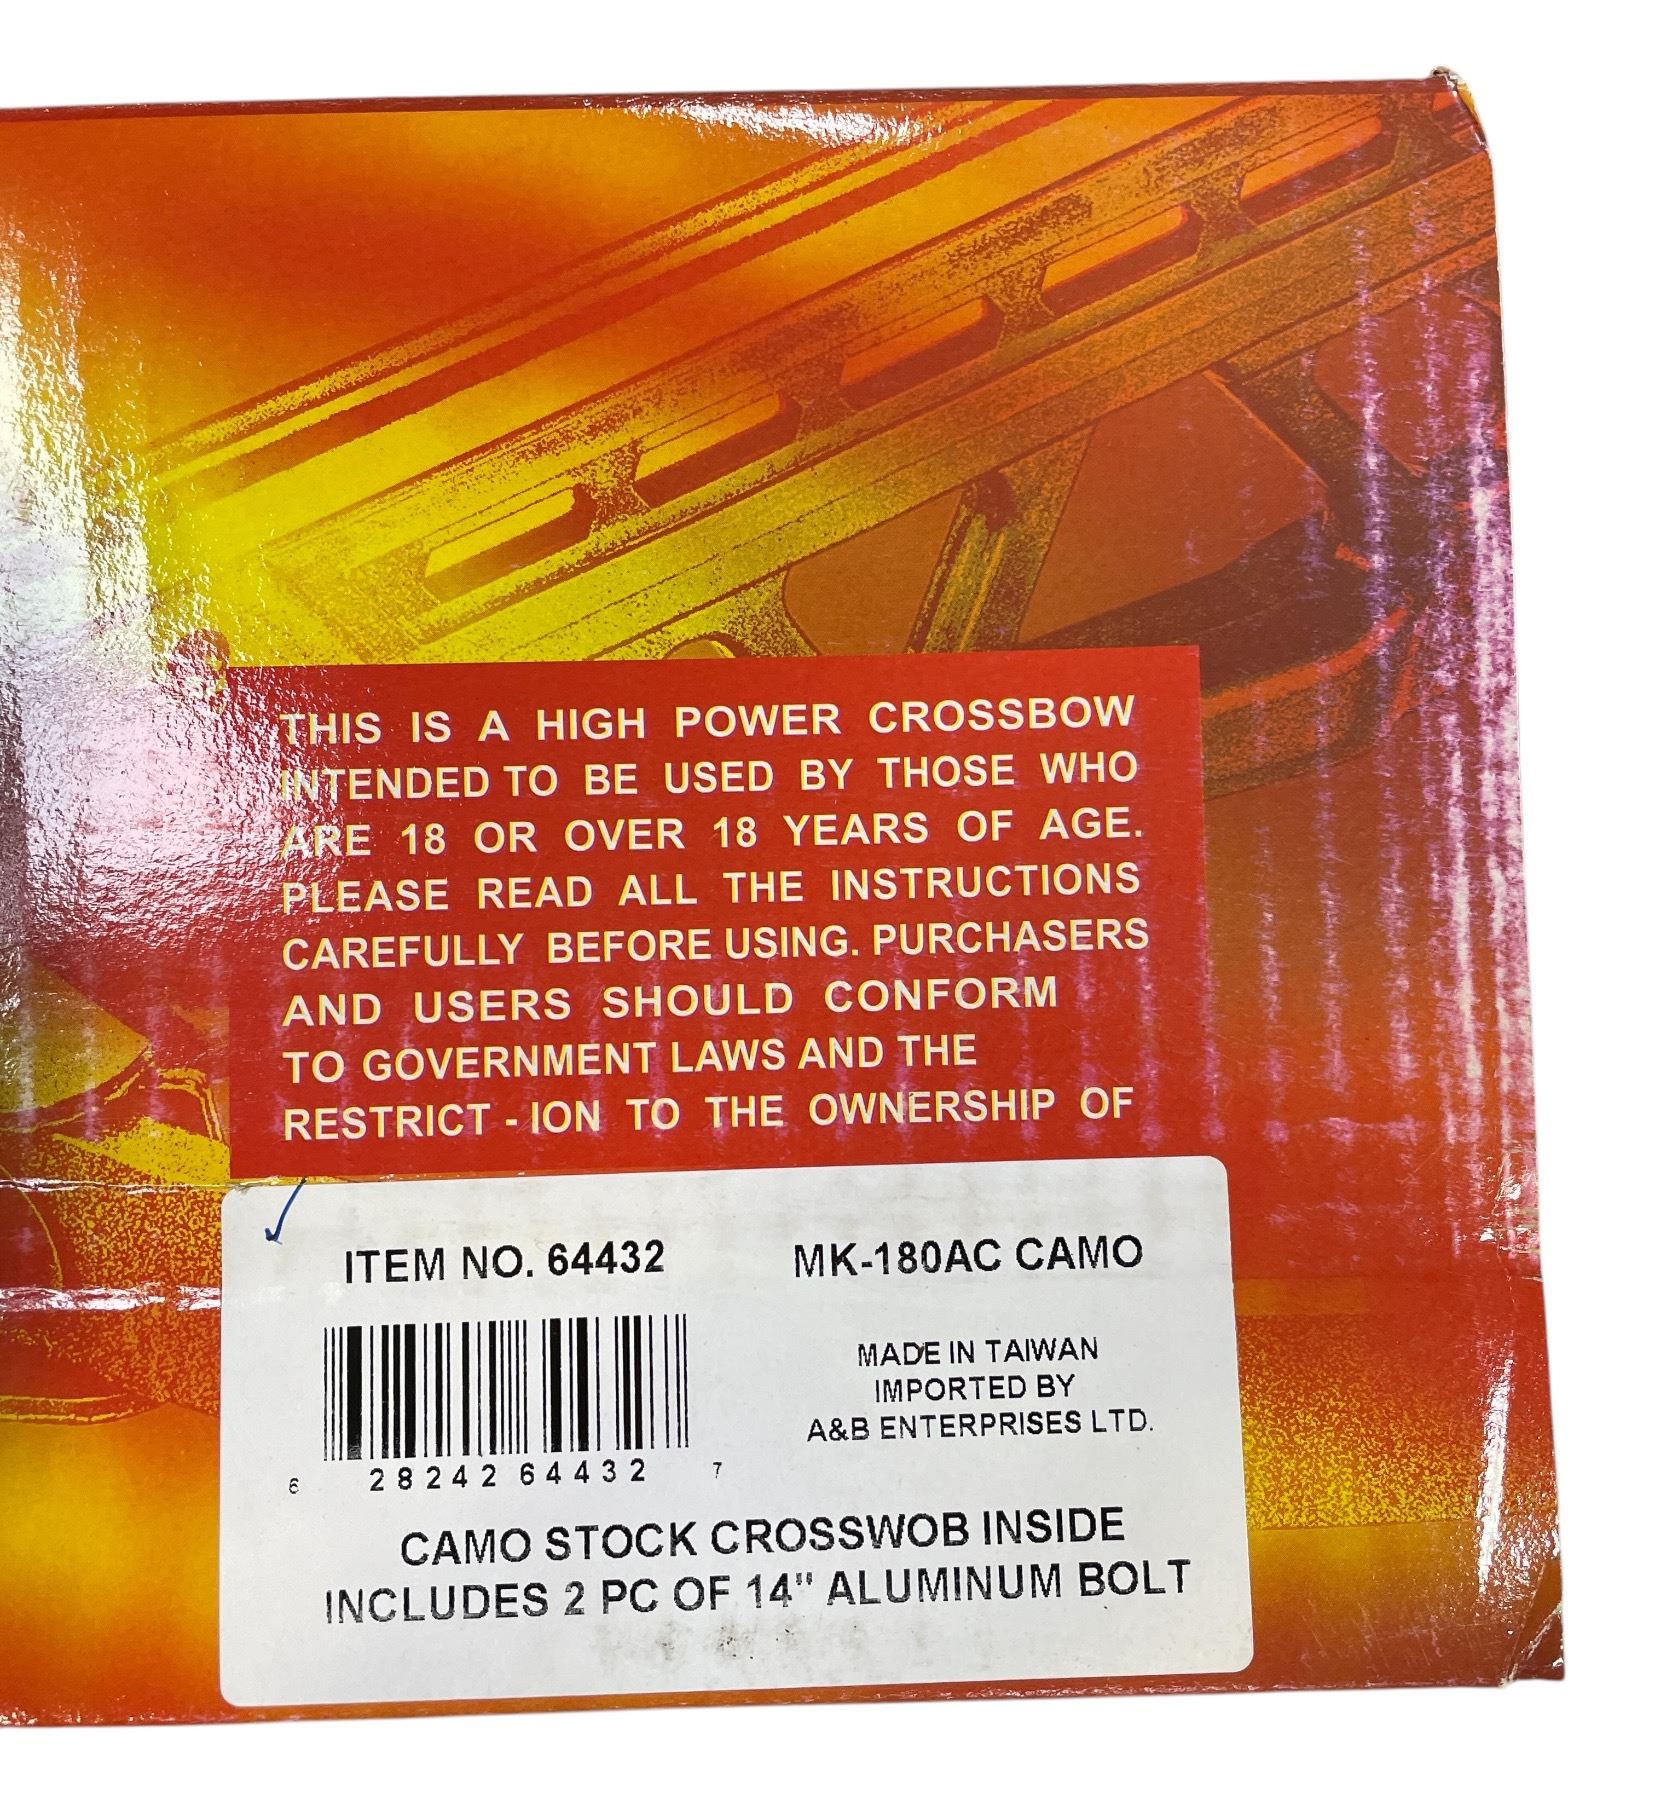 THIS IS A HIGH POWER CROSSBOW
INTENDED TO BE USED BY THOSE WHO
ARE 18 OR OVER 18 YEARS OF AGE.
PLEASE READ ALL THE INSTRUCTIONS
CAREFULLY BEFORE USING. PURCHASERS
AND USERS SHOULD CONFORM
TO GOVERNMENT LAWS AND THE
RESTRICT - ION TO THE OWNERSHIP OF
ITEM NO. 64432
MK-180AC CAMO
MADE IN TAIWAN
IMPORTED BY
A&B ENTERPRISES LTD.
6 28242 64432 7
CAMO STOCK CROSSWOB INSIDE
INCLUDES 2 PC OF 14" ALUMINUM BOLT